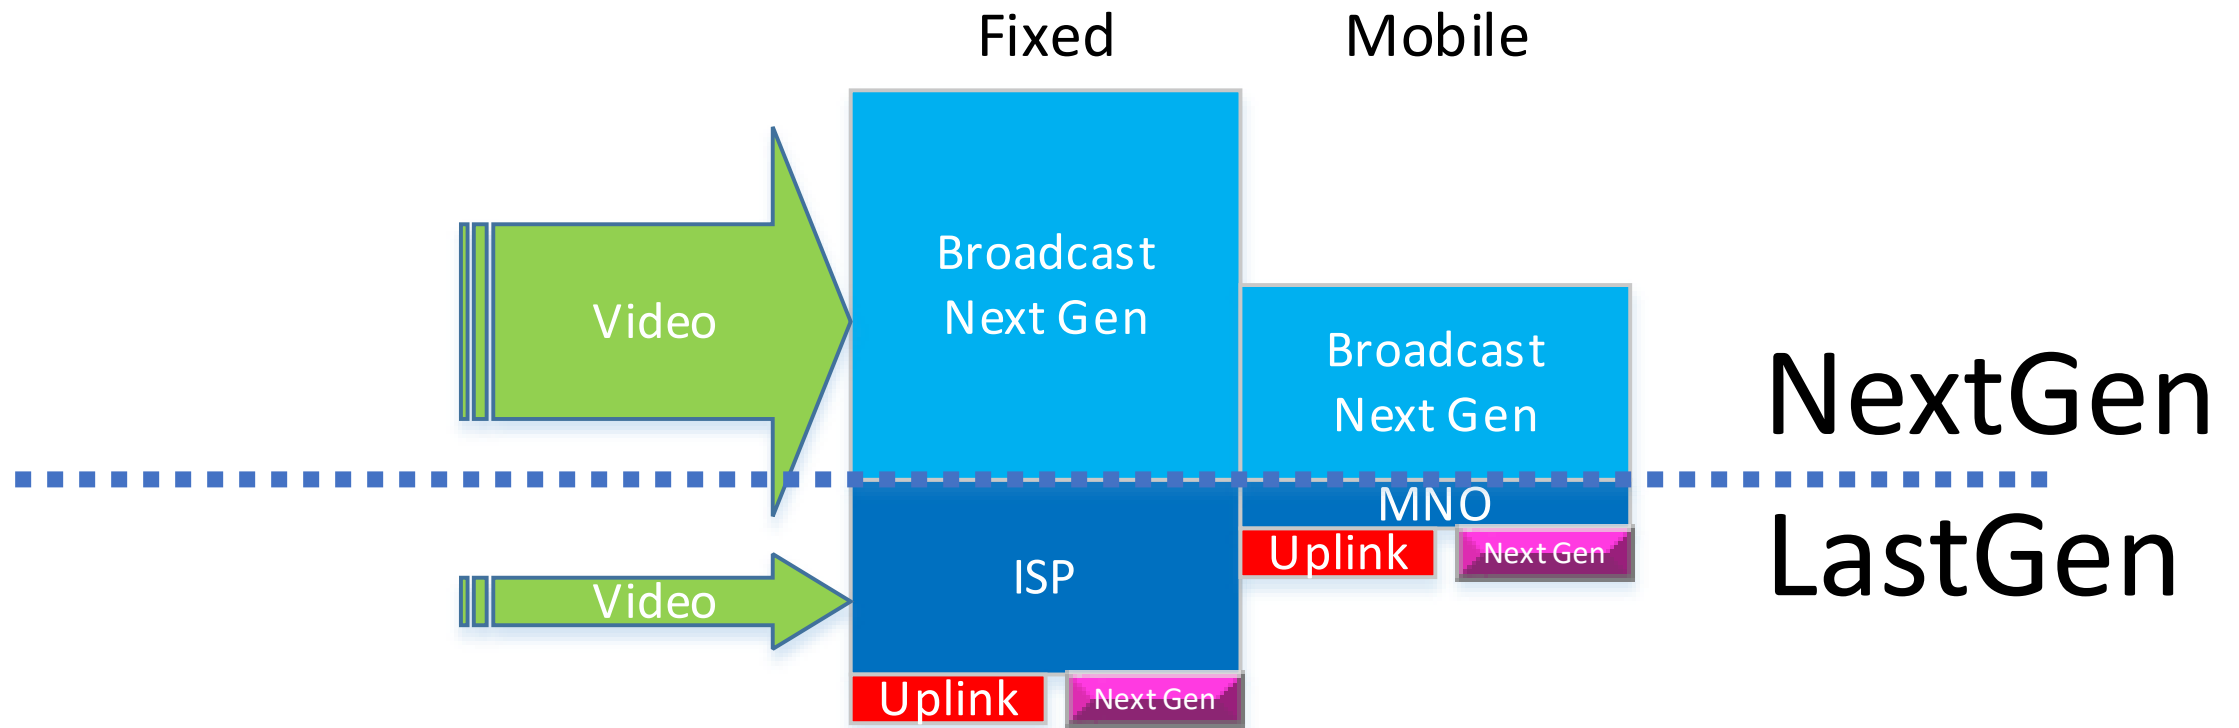 Fixed
Mobile
Broadcast
Next Gen
Video
Broadcast
Next Gen
NextGen
MNO
LastGen
Uplink
Next Gen
ISP
Video
Uplink
Next Gen